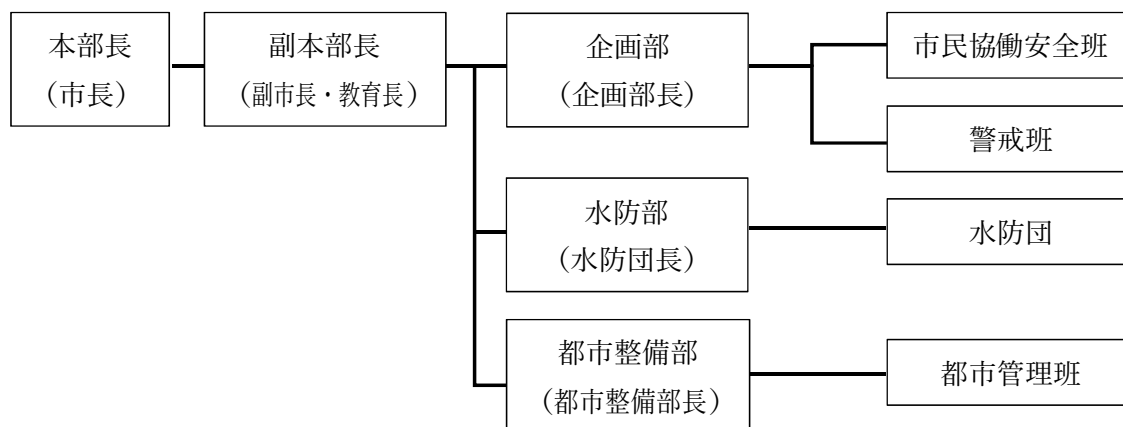 本部長
(市長)
副本部長
(副市長・教育長)
企画部
(企画部長)
市民協働安全班
警戒班
水防部
(水防団長)
水防団
都市整備部
(都市整備部長)
都市管理班